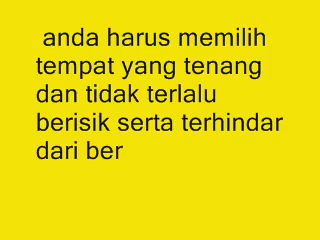 anda harus memilih
tempat yang tenang
dan tidak terlalu
berisik serta terhindar
dari ber